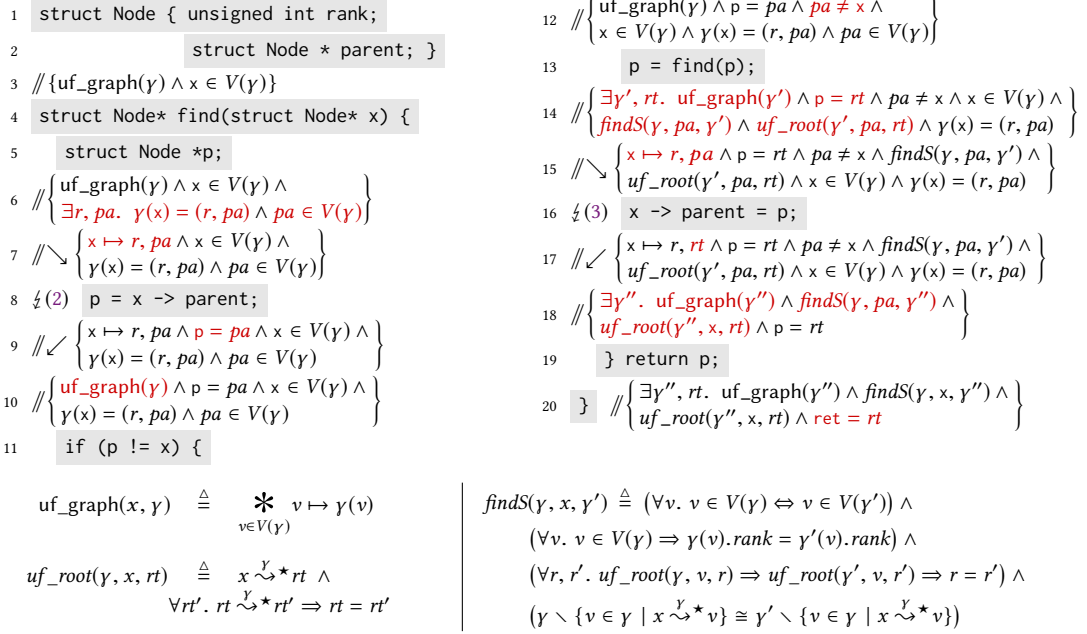 1 struct Node { unsigned int rank;
2 struct Node * parent; }
3 //{uf_graph(γ) ∧ x ∈ V(γ)}
4 struct Node* find(struct Node* x) {
5 struct Node *p;
6 //{uf_graph(γ) ∧ x ∈ V(γ) ∧
∃r, pa. γ(x) = (r, pa) ∧ pa ∈ V(γ)}
7 //↘ {x ↦ r, pa ∧ x ∈ V(γ) ∧
γ(x) = (r, pa) ∧ pa ∈ V(γ)}
8 ↯(2) p = x -> parent;
9 //↙ {x ↦ r, pa ∧ p = pa ∧ x ∈ V(γ) ∧
γ(x) = (r, pa) ∧ pa ∈ V(γ)}
10 //{uf_graph(γ) ∧ p = pa ∧ x ∈ V(γ) ∧
γ(x) = (r, pa) ∧ pa ∈ V(γ)}
11 if (p != x) {
12 //{uf_graph(γ) ∧ p = pa ∧ pa ≠ x ∧
x ∈ V(γ) ∧ γ(x) = (r, pa) ∧ pa ∈ V(γ)}
13 p = find(p);
14 //{∃γ′, rt. uf_graph(γ′) ∧ p = rt ∧ pa ≠ x ∧ x ∈ V(γ) ∧
findS(γ, pa, γ′) ∧ uf_root(γ′, pa, rt) ∧ γ(x) = (r, pa)}
15 //↘ {x ↦ r, pa ∧ p = rt ∧ pa ≠ x ∧ findS(γ, pa, γ′) ∧
uf_root(γ′, pa, rt) ∧ x ∈ V(γ) ∧ γ(x) = (r, pa)}
16 ↯(3) x -> parent = p;
17 //↙ {x ↦ r, rt ∧ p = rt ∧ pa ≠ x ∧ findS(γ, pa, γ′) ∧
uf_root(γ′, pa, rt) ∧ x ∈ V(γ) ∧ γ(x) = (r, pa)}
18 //{∃γ″. uf_graph(γ″) ∧ findS(γ, pa, γ″) ∧
uf_root(γ″, x, rt) ∧ p = rt}
19 } return p;
20 } //{∃γ″, rt. uf_graph(γ″) ∧ findS(γ, x, γ″) ∧
uf_root(γ″, x, rt) ∧ ret = rt}
uf_graph(x, γ) ≜ ∗ v ↦ γ(v)
v∈V(γ)
uf_root(γ, x, rt) ≜ x ⤳^γ ★ rt ∧
∀rt′. rt ⤳^γ ★ rt′ ⇒ rt = rt′
findS(γ, x, γ′) ≜ (∀v. v ∈ V(γ) ⇔ v ∈ V(γ′)) ∧
(∀v. v ∈ V(γ) ⇒ γ(v).rank = γ′(v).rank) ∧
(∀r, r′. uf_root(γ, v, r) ⇒ uf_root(γ′, v, r′) ⇒ r = r′) ∧
(γ ∖ {v ∈ γ | x ⤳^γ ★ v} ≅ γ′ ∖ {v ∈ γ | x ⤳^γ ★ v})